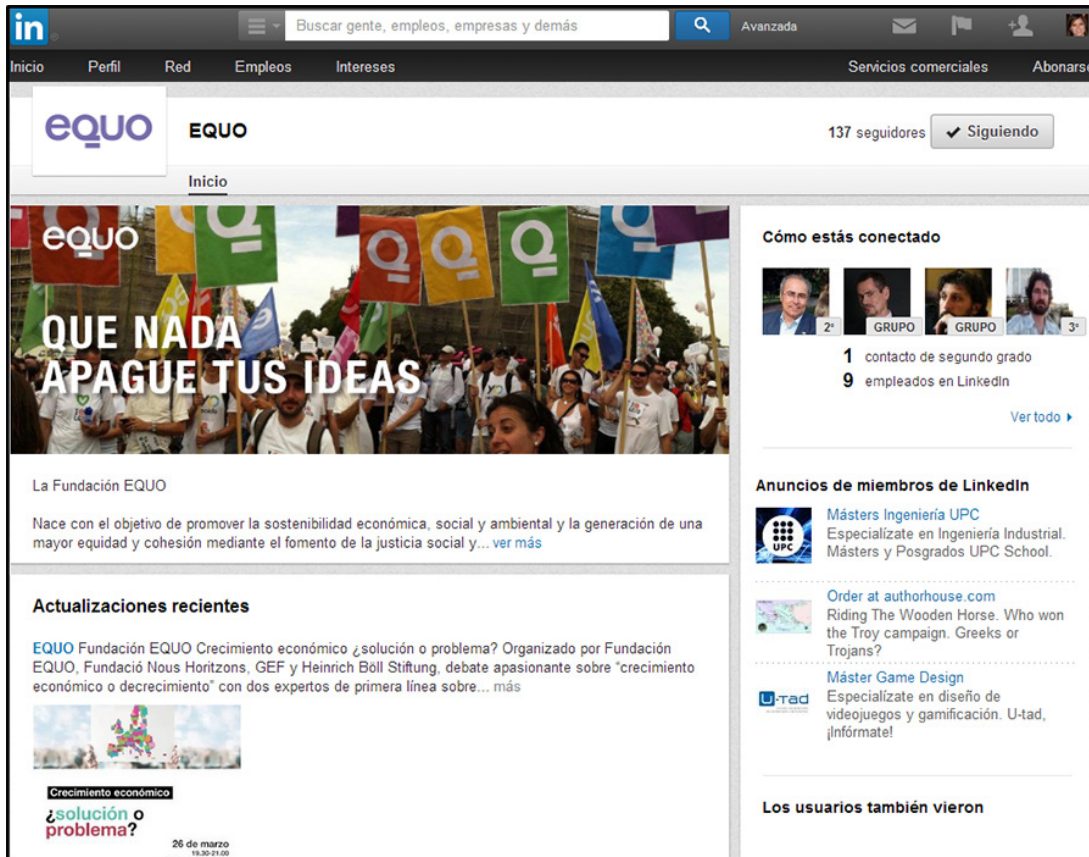 in
Buscar gente, empleos, empresas y demás
Avanzada
Inicio Perfil Red Empleos Intereses Servicios comerciales Abonarse
equo
EQUO
137 seguidores
Siguiendo
Inicio
equo
QUE NADA
APAGUE TUS IDEAS
La Fundación EQUO
Nace con el objetivo de promover la sostenibilidad económica, social y ambiental y la generación de una
mayor equidad y cohesión mediante el fomento de la justicia social y... ver más
Actualizaciones recientes
EQUO Fundación EQUO Crecimiento económico ¿solución o problema? Organizado por Fundación
EQUO, Fundació Nous Horitzons, GEF y Heinrich Böll Stiftung, debate apasionante sobre “crecimiento
económico o decrecimiento” con dos expertos de primera línea sobre... más
Crecimiento económico
¿solución o
problema?
26 de marzo
19.30-21.00
Cómo estás conectado
2º GRUPO GRUPO 3º
1 contacto de segundo grado
9 empleados en LinkedIn
Ver todo
Anuncios de miembros de LinkedIn
UPC
Másters Ingeniería UPC
Especialízate en Ingeniería Industrial.
Másters y Posgrados UPC School.
Order at authorhouse.com
Riding The Wooden Horse. Who won
the Troy campaign. Greeks or
Trojans?
U-tad
Máster Game Design
Especialízate en diseño de
videojuegos y gamificación. U-tad,
¡Infórmate!
Los usuarios también vieron